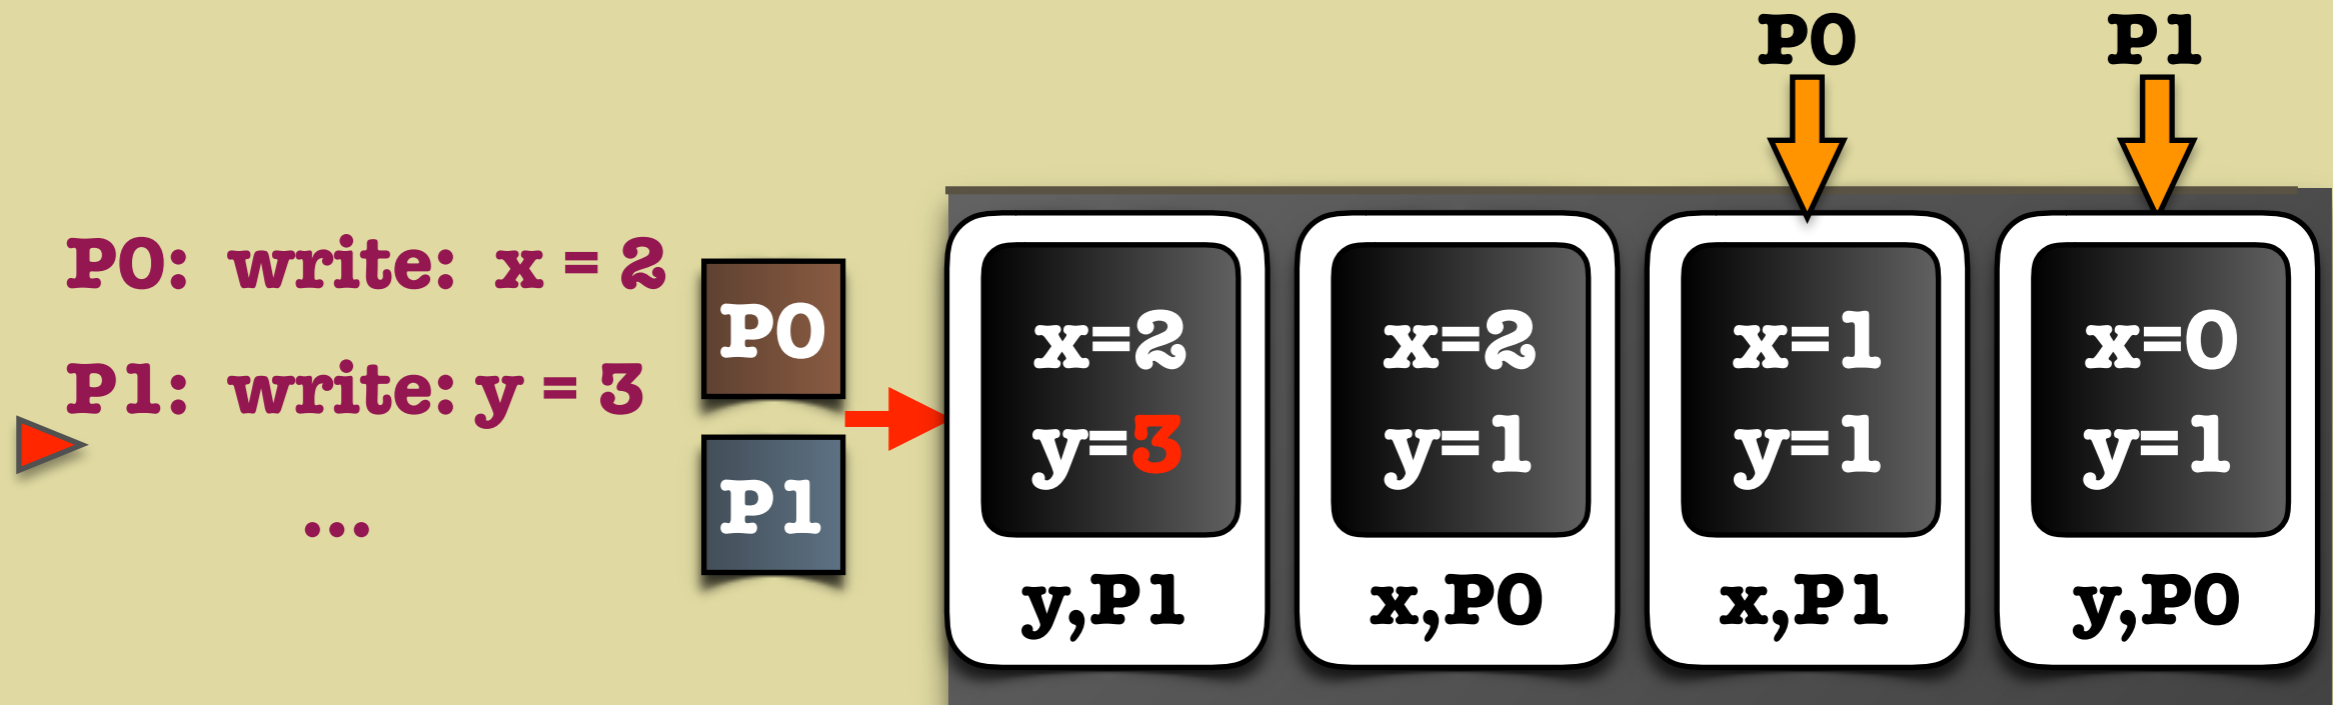 P0 P1
P0: write: x = 2
P1: write: y = 3
...
P0
P1
x=2
y=3
y,P1
x=2
y=1
x,P0
x=1
y=1
x,P1
x=0
y=1
y,P0